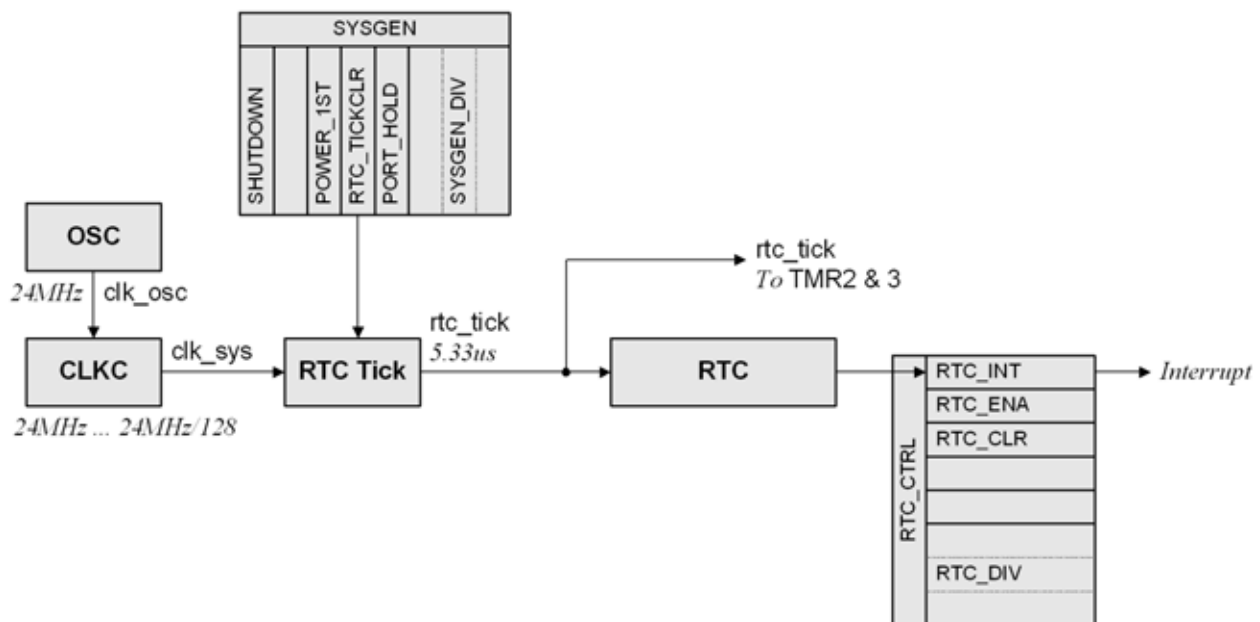 SYSGEN
SHUTDOWN
POWER_1ST
RTC_TICKCLR
PORT_HOLD
SYSGEN_DIV
OSC
24MHz
clk_osc
CLKC
24MHz ... 24MHz/128
clk_sys
RTC Tick
rtc_tick
5.33us
rtc_tick
To TMR2 & 3
RTC
RTC_CTRL
RTC_INT
RTC_ENA
RTC_CLR
RTC_DIV
Interrupt